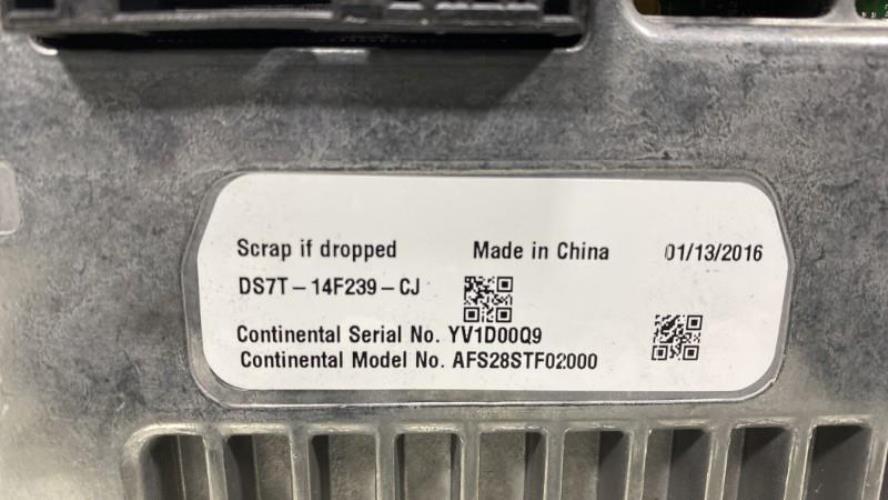 Scrap if dropped Made in China 01/13/2016
DS7T-14F239-CJ
Continental Serial No. YV1D00Q9
Continental Model No. AFS28STF02000